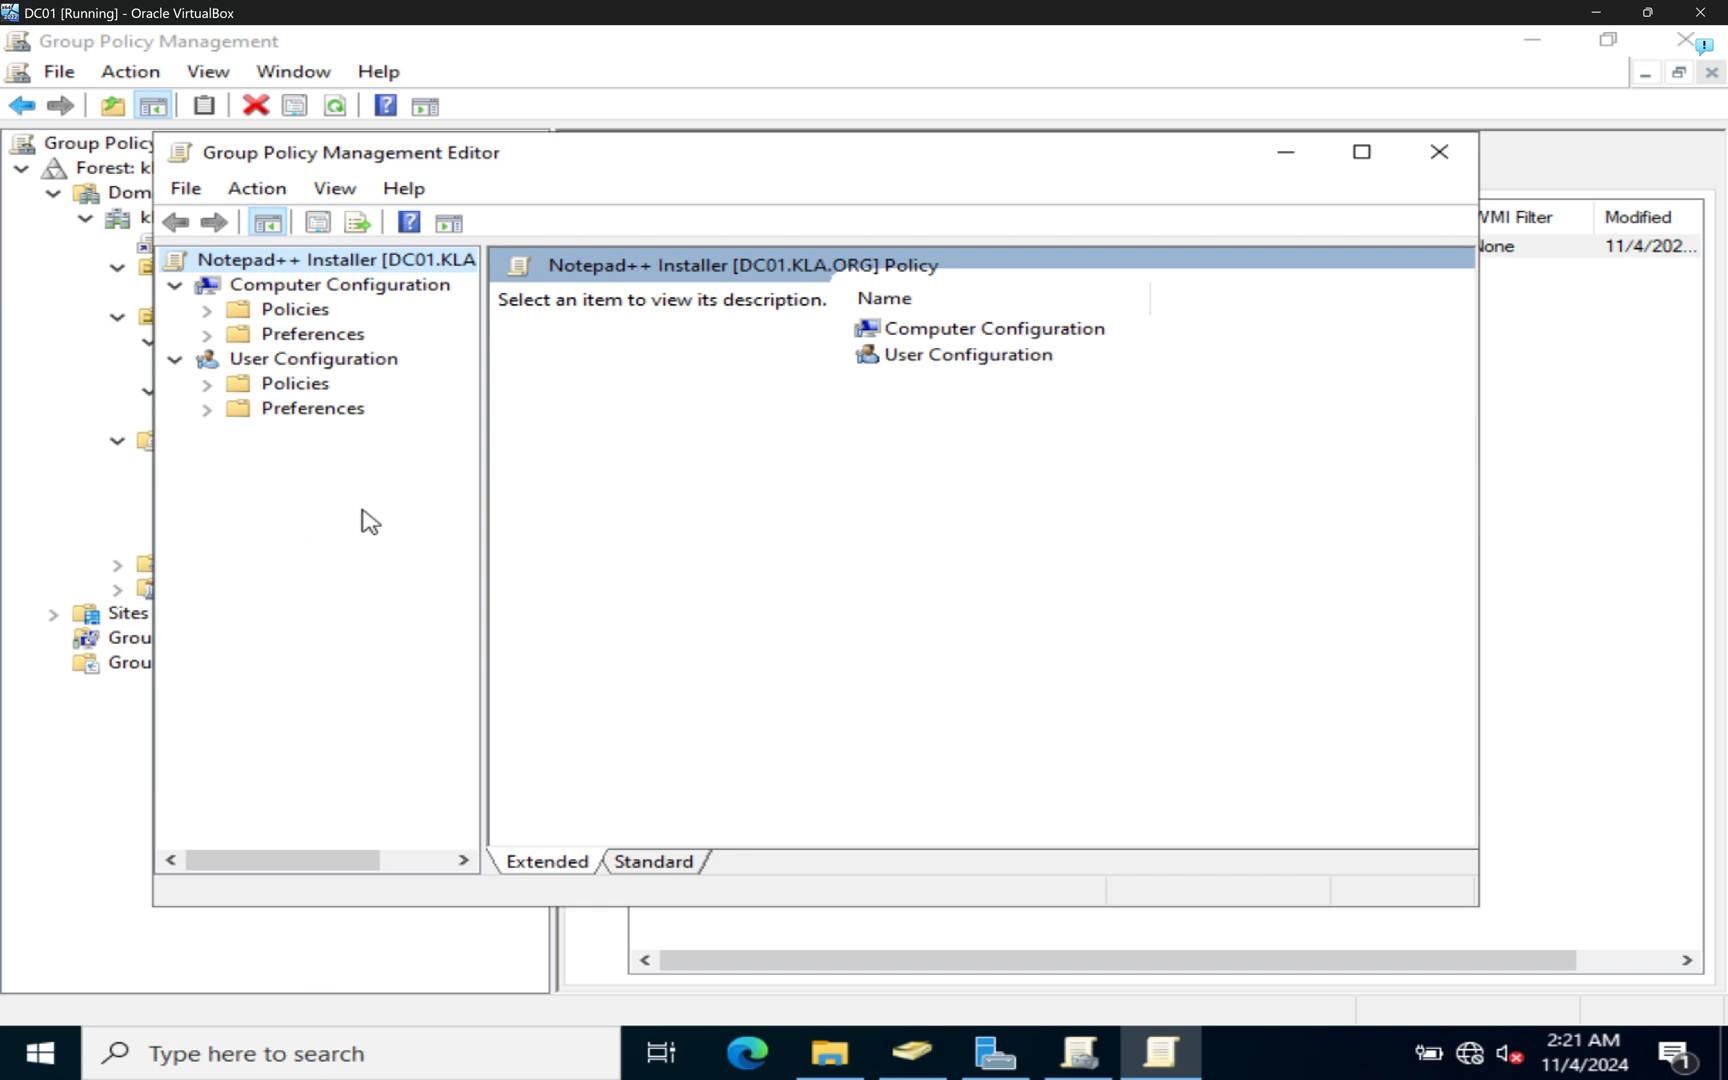 DC01 [Running] - Oracle VirtualBox
Group Policy Management
File Action View Window Help
Group Policy
Forest: k
Dom
k
Sites
Grou
Grou
Group Policy Management Editor
File Action View Help
Notepad++ Installer [DC01.KLA
Computer Configuration
Policies
Preferences
User Configuration
Policies
Preferences
Notepad++ Installer [DC01.KLA.ORG] Policy
Select an item to view its description.
Name
Computer Configuration
User Configuration
Extended Standard
WMI Filter Modified
None 11/4/202...
Type here to search
2:21 AM
11/4/2024
1